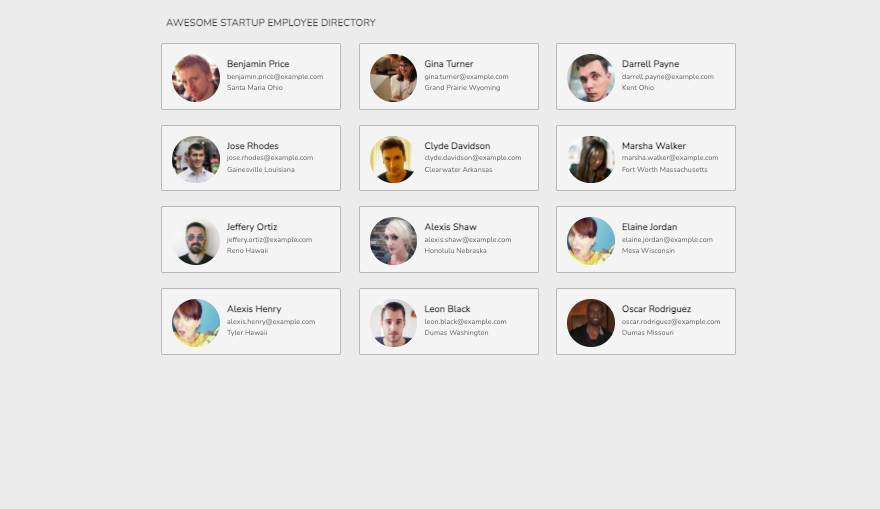 AWESOME STARTUP EMPLOYEE DIRECTORY
Benjamin Price
benjamin.price@example.com
Santa Maria Ohio
Gina Turner
gina.turner@example.com
Grand Prairie Wyoming
Darrell Payne
darrell.payne@example.com
Kent Ohio
Jose Rhodes
jose.rhodes@example.com
Gainesville Louisiana
Clyde Davidson
clyde.davidson@example.com
Clearwater Arkansas
Marsha Walker
marsha.walker@example.com
Fort Worth Massachusetts
Jeffery Ortiz
jeffery.ortiz@example.com
Reno Hawaii
Alexis Shaw
alexis.shaw@example.com
Honolulu Nebraska
Elaine Jordan
elaine.jordan@example.com
Mesa Wisconsin
Alexis Henry
alexis.henry@example.com
Tyler Hawaii
Leon Black
leon.black@example.com
Dumas Washington
Oscar Rodriguez
oscar.rodriguez@example.com
Dumas Missouri